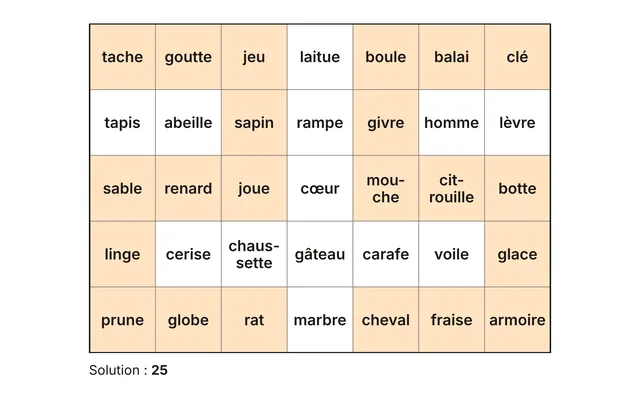 tache goutte jeu laitue boule balai clé
tapis abeille sapin rampe givre homme lèvre
sable renard joue cœur mou-
che cit-
rouille botte
linge cerise chaus-
sette gâteau carafe voile glace
prune globe rat marbre cheval fraise armoire
Solution : 25